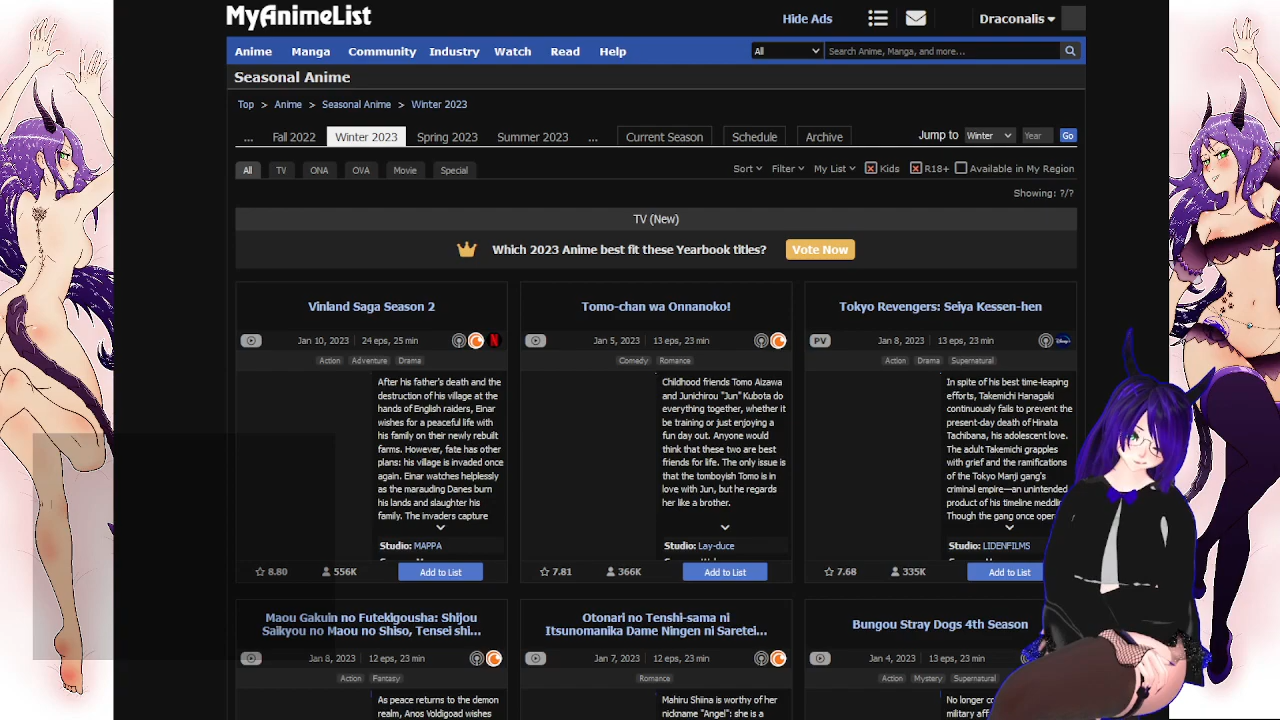 MyAnimeList
Hide Ads
Draconalis
Anime Manga Community Industry Watch Read Help
All
Search Anime, Manga, and more...
Seasonal Anime
Top > Anime > Seasonal Anime > Winter 2023
... Fall 2022 Winter 2023 Spring 2023 Summer 2023 ... Current Season Schedule Archive
Jump to Winter Year Go
All TV ONA OVA Movie Special
Sort Filter My List Kids R18+ Available in My Region
Showing: ?/?
TV (New)
Which 2023 Anime best fit these Yearbook titles? Vote Now
Vinland Saga Season 2
Jan 10, 2023 24 eps, 25 min
N
Action Adventure Drama
After his father's death and the
destruction of his village at the
hands of English raiders, Einar
wishes for a peaceful life with
his family on their newly rebuilt
farms. However, fate has other
plans: his village is invaded once
again. Einar watches helplessly
as the marauding Danes burn
his lands and slaughter his
family. The invaders capture
Studio: MAPPA
8.80 556K Add to List
Tomo-chan wa Onnanoko!
Jan 5, 2023 13 eps, 23 min
Comedy Romance
Childhood friends Tomo Aizawa
and Junichirou "Jun" Kubota do
everything together, whether it
be training or just enjoying a
fun day out. Anyone would
think that these two are best
friends for life. The only issue is
that the tomboyish Tomo is in
love with Jun, but he regards
her like a brother.
Studio: Lay-duce
7.81 366K Add to List
Tokyo Revengers: Seiya Kessen-hen
PV Jan 8, 2023 13 eps, 23 min
Action Drama Supernatural
In spite of his best time-leaping
efforts, Takemichi Hanagaki
continuously fails to prevent the
present-day death of Hinata
Tachibana, his adolescent love.
The adult Takemichi grapples
with grief and the ramifications
of the Tokyo Manji gang's
criminal empire—an unintended
product of his timeline meddling
Though the gang once
Studio: LIDENFILMS
7.68 335K Add to List
Maou Gakuin no Futekigousha: Shijou
Saikyou no Maou no Shiso, Tensei shi...
Jan 8, 2023 12 eps, 23 min
Action Fantasy
As peace returns to the demon
realm, Anos Voldigoad wishes
Otonari no Tenshi-sama ni
Itsunomanika Dame Ningen ni Saretei...
Jan 7, 2023 12 eps, 23 min
Romance
Mahiru Shiina is worthy of her
nickname "Angel": she is a
Bungou Stray Dogs 4th Season
Jan 4, 2023 13 eps, 23 min
Action Mystery Supernatural
No longer
military